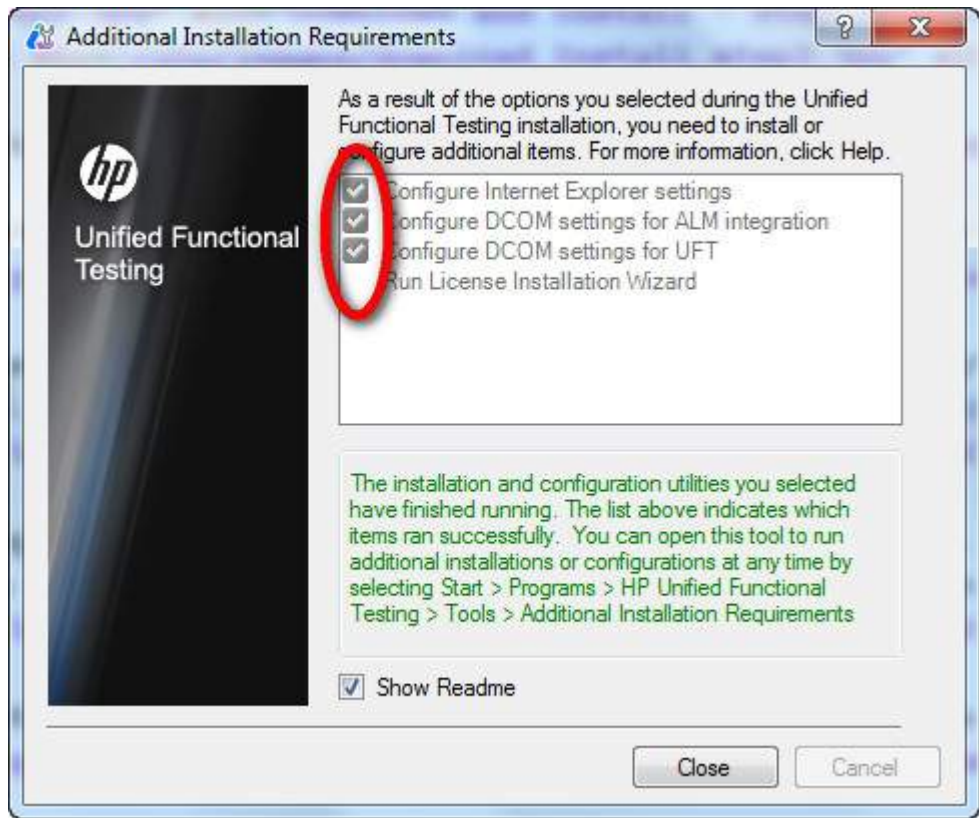 Additional Installation Requirements
hp
Unified Functional
Testing
As a result of the options you selected during the Unified
Functional Testing installation, you need to install or
configure additional items. For more information, click Help.
Configure Internet Explorer settings
Configure DCOM settings for ALM integration
Configure DCOM settings for UFT
Run License Installation Wizard
The installation and configuration utilities you selected
have finished running. The list above indicates which
items ran successfully. You can open this tool to run
additional installations or configurations at any time by
selecting Start > Programs > HP Unified Functional
Testing > Tools > Additional Installation Requirements
Show Readme
Close
Cancel